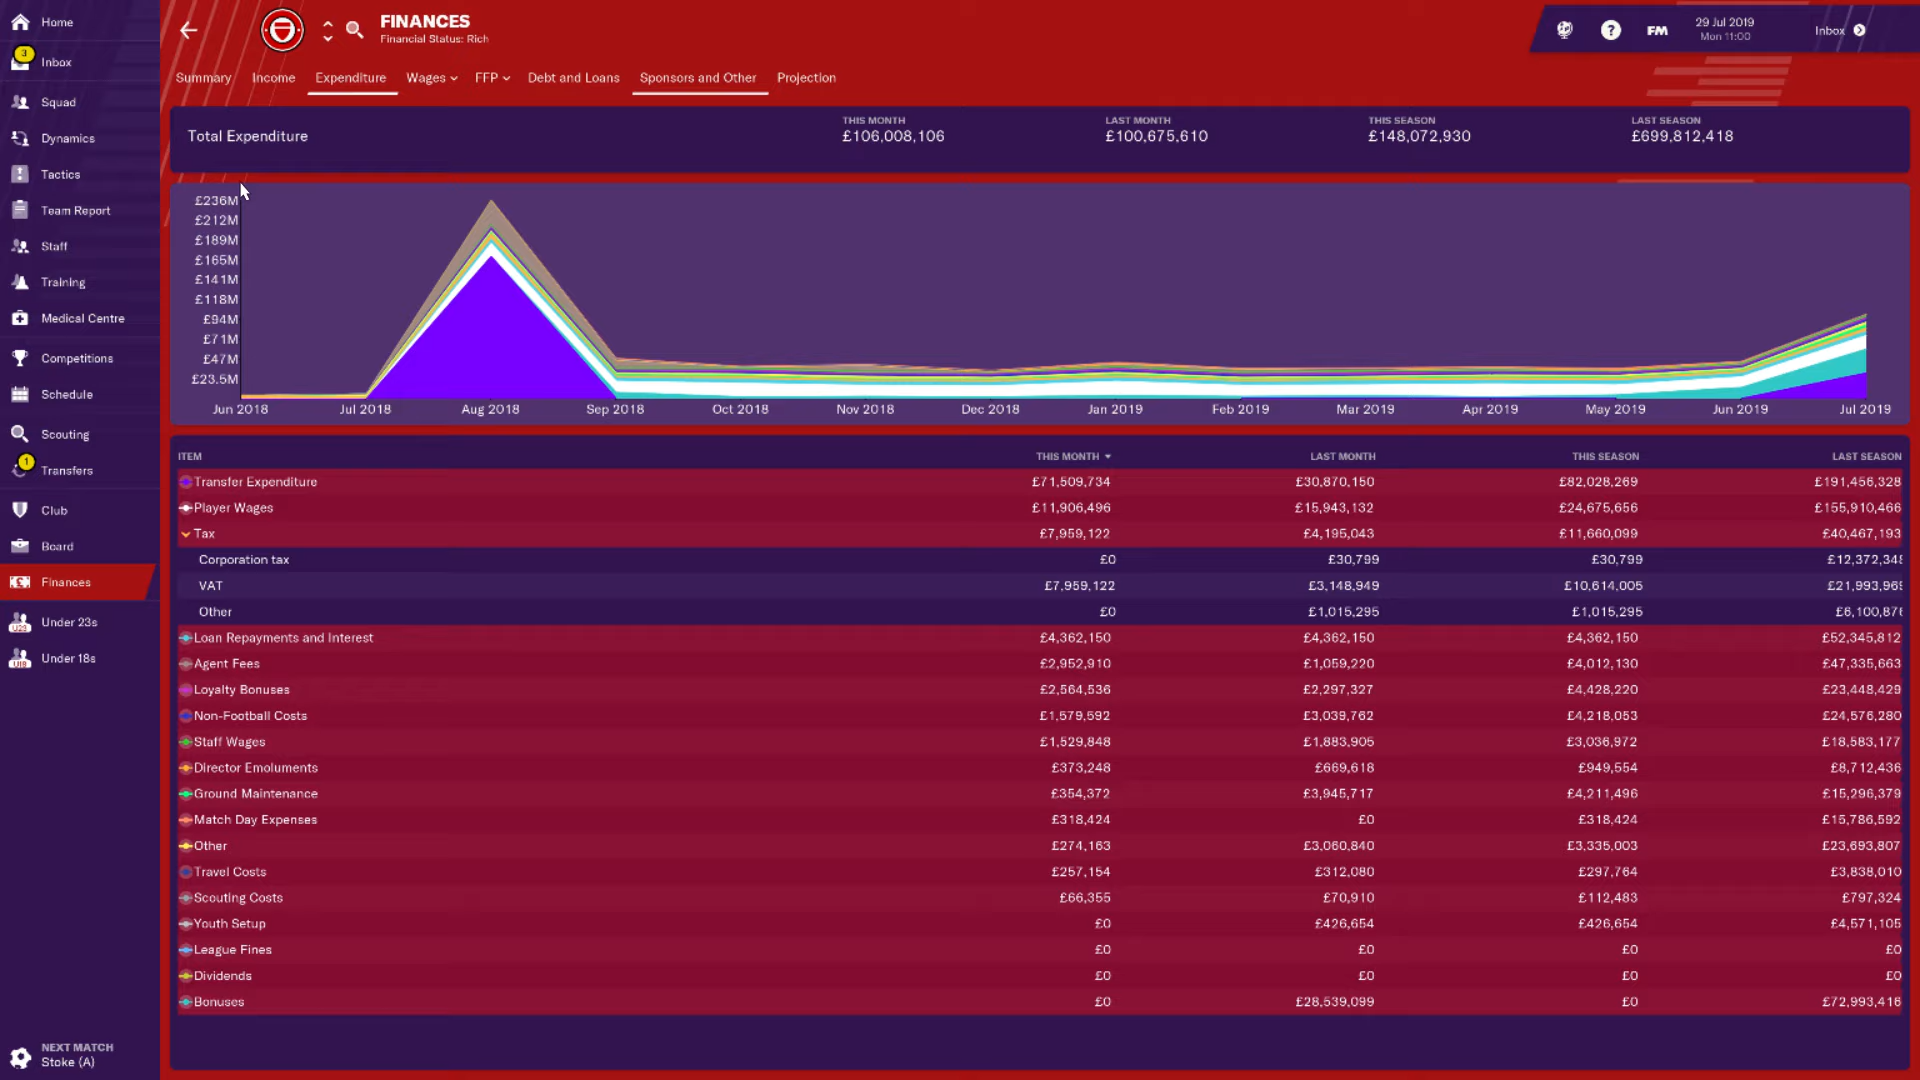 Home
3
Inbox
Squad
Dynamics
Tactics
Team Report
Staff
Training
Medical Centre
Competitions
Schedule
Scouting
1
Transfers
Club
Board
Finances
U23
Under 23s
U18
Under 18s
NEXT MATCH
Stoke (A)
FINANCES
Financial Status: Rich
? FM 29 Jul 2019 Inbox
Mon 11:00
Summary Income Expenditure Wages FFP Debt and Loans Sponsors and Other Projection
THIS MONTH LAST MONTH THIS SEASON LAST SEASON
Total Expenditure £106,008,106 £100,675,610 £148,072,930 £699,812,418
£236M
£212M
£189M
£165M
£141M
£118M
£94M
£71M
£47M
£23.5M
Jun 2018 Jul 2018 Aug 2018 Sep 2018 Oct 2018 Nov 2018 Dec 2018 Jan 2019 Feb 2019 Mar 2019 Apr 2019 May 2019 Jun 2019 Jul 2019
ITEM THIS MONTH LAST MONTH THIS SEASON LAST SEASON
Transfer Expenditure £71,509,734 £30,870,150 £82,028,269 £191,456,328
Player Wages £11,906,496 £15,943,132 £24,675,656 £155,910,466
Tax £7,959,122 £4,195,043 £11,660,099 £40,467,193
Corporation tax £0 £30,799 £30,799 £12,372,348
VAT £7,959,122 £3,148,949 £10,614,005 £21,993,969
Other £0 £1,015,295 £1,015,295 £6,100,876
Loan Repayments and Interest £4,362,150 £4,362,150 £4,362,150 £52,345,812
Agent Fees £2,952,910 £1,059,220 £4,012,130 £47,335,663
Loyalty Bonuses £2,564,536 £2,297,327 £4,428,220 £23,448,429
Non-Football Costs £1,579,592 £3,039,762 £4,218,053 £24,576,280
Staff Wages £1,529,848 £1,883,905 £3,036,972 £18,583,177
Director Emoluments £373,248 £669,618 £949,554 £8,712,436
Ground Maintenance £354,372 £3,945,717 £4,211,496 £15,296,379
Match Day Expenses £318,424 £0 £318,424 £15,786,592
Other £274,163 £3,060,840 £3,335,003 £23,693,807
Travel Costs £257,154 £312,080 £297,764 £3,838,010
Scouting Costs £66,355 £70,910 £112,483 £797,324
Youth Setup £0 £426,654 £426,654 £4,571,105
League Fines £0 £0 £0 £0
Dividends £0 £0 £0 £0
Bonuses £0 £28,539,099 £0 £72,993,416